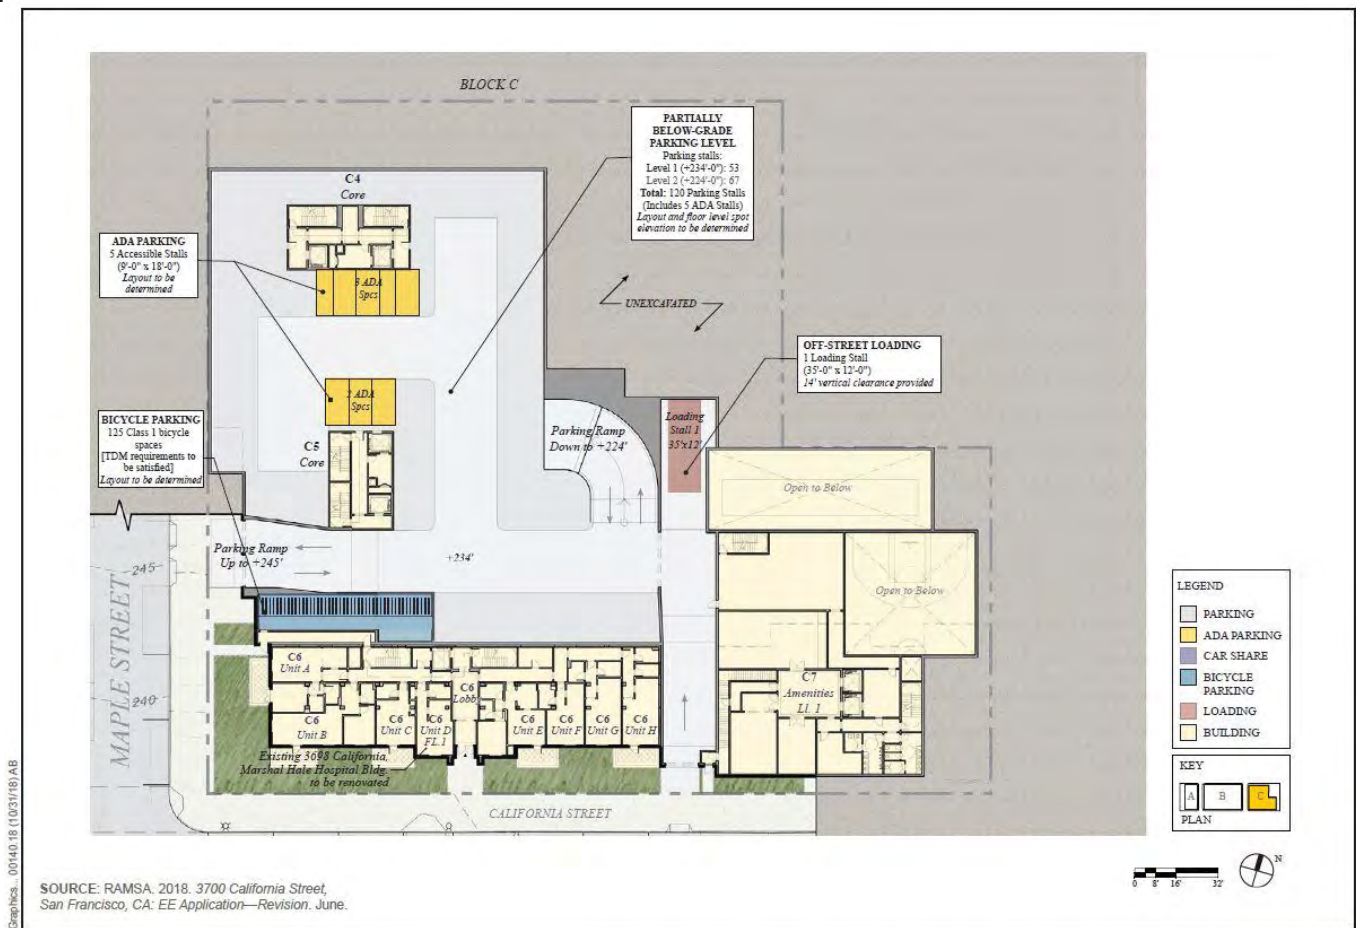 BLOCK C
PARTIALLY
BELOW-GRADE
PARKING LEVEL
Parking stalls:
Level 1 (+234'-0"): 53
Level 2 (+224'-0"): 67
Total: 120 Parking Stalls
(Includes 5 ADA Stalls)
Layout and floor level spot
elevation to be determined
C4
Core
ADA PARKING
5 Accessible Stalls
(9'-0" x 18'-0")
Layout to be
determined
3 ADA
Spcs
UNEXCAVATED
OFF-STREET LOADING
1 Loading Stall
(35'-0" x 12'-0")
14' vertical clearance provided
2 ADA
Spcs
BICYCLE PARKING
125 Class 1 bicycle
spaces
[TDM requirements to
be satisfied]
Layout to be determined
C5
Core
Parking Ramp
Down to +224'
Loading
Stall 1
35'x12'
Open to Below
Parking Ramp
Up to +245'
+234'
Open to Below
245
MAPLE STREET
240
C6
Unit A
C6
Unit B
C6
Unit C
C6
Unit D
FL.1
C6
Lobb
C6
Unit E
C6
Unit F
C6
Unit G
C6
Unit H
C7
Amenities
Ll. 1
Existing 3698 California,
Marshal Hale Hospital Bldg.
to be renovated
CALIFORNIA STREET
LEGEND
PARKING
ADA PARKING
CAR SHARE
BICYCLE
PARKING
LOADING
BUILDING
KEY
A
B
C
PLAN
0 8' 16' 32'
N
SOURCE: RAMSA. 2018. 3700 California Street,
San Francisco, CA: EE Application—Revision. June.
Graphics... 00140.18 (10/31/18) AB